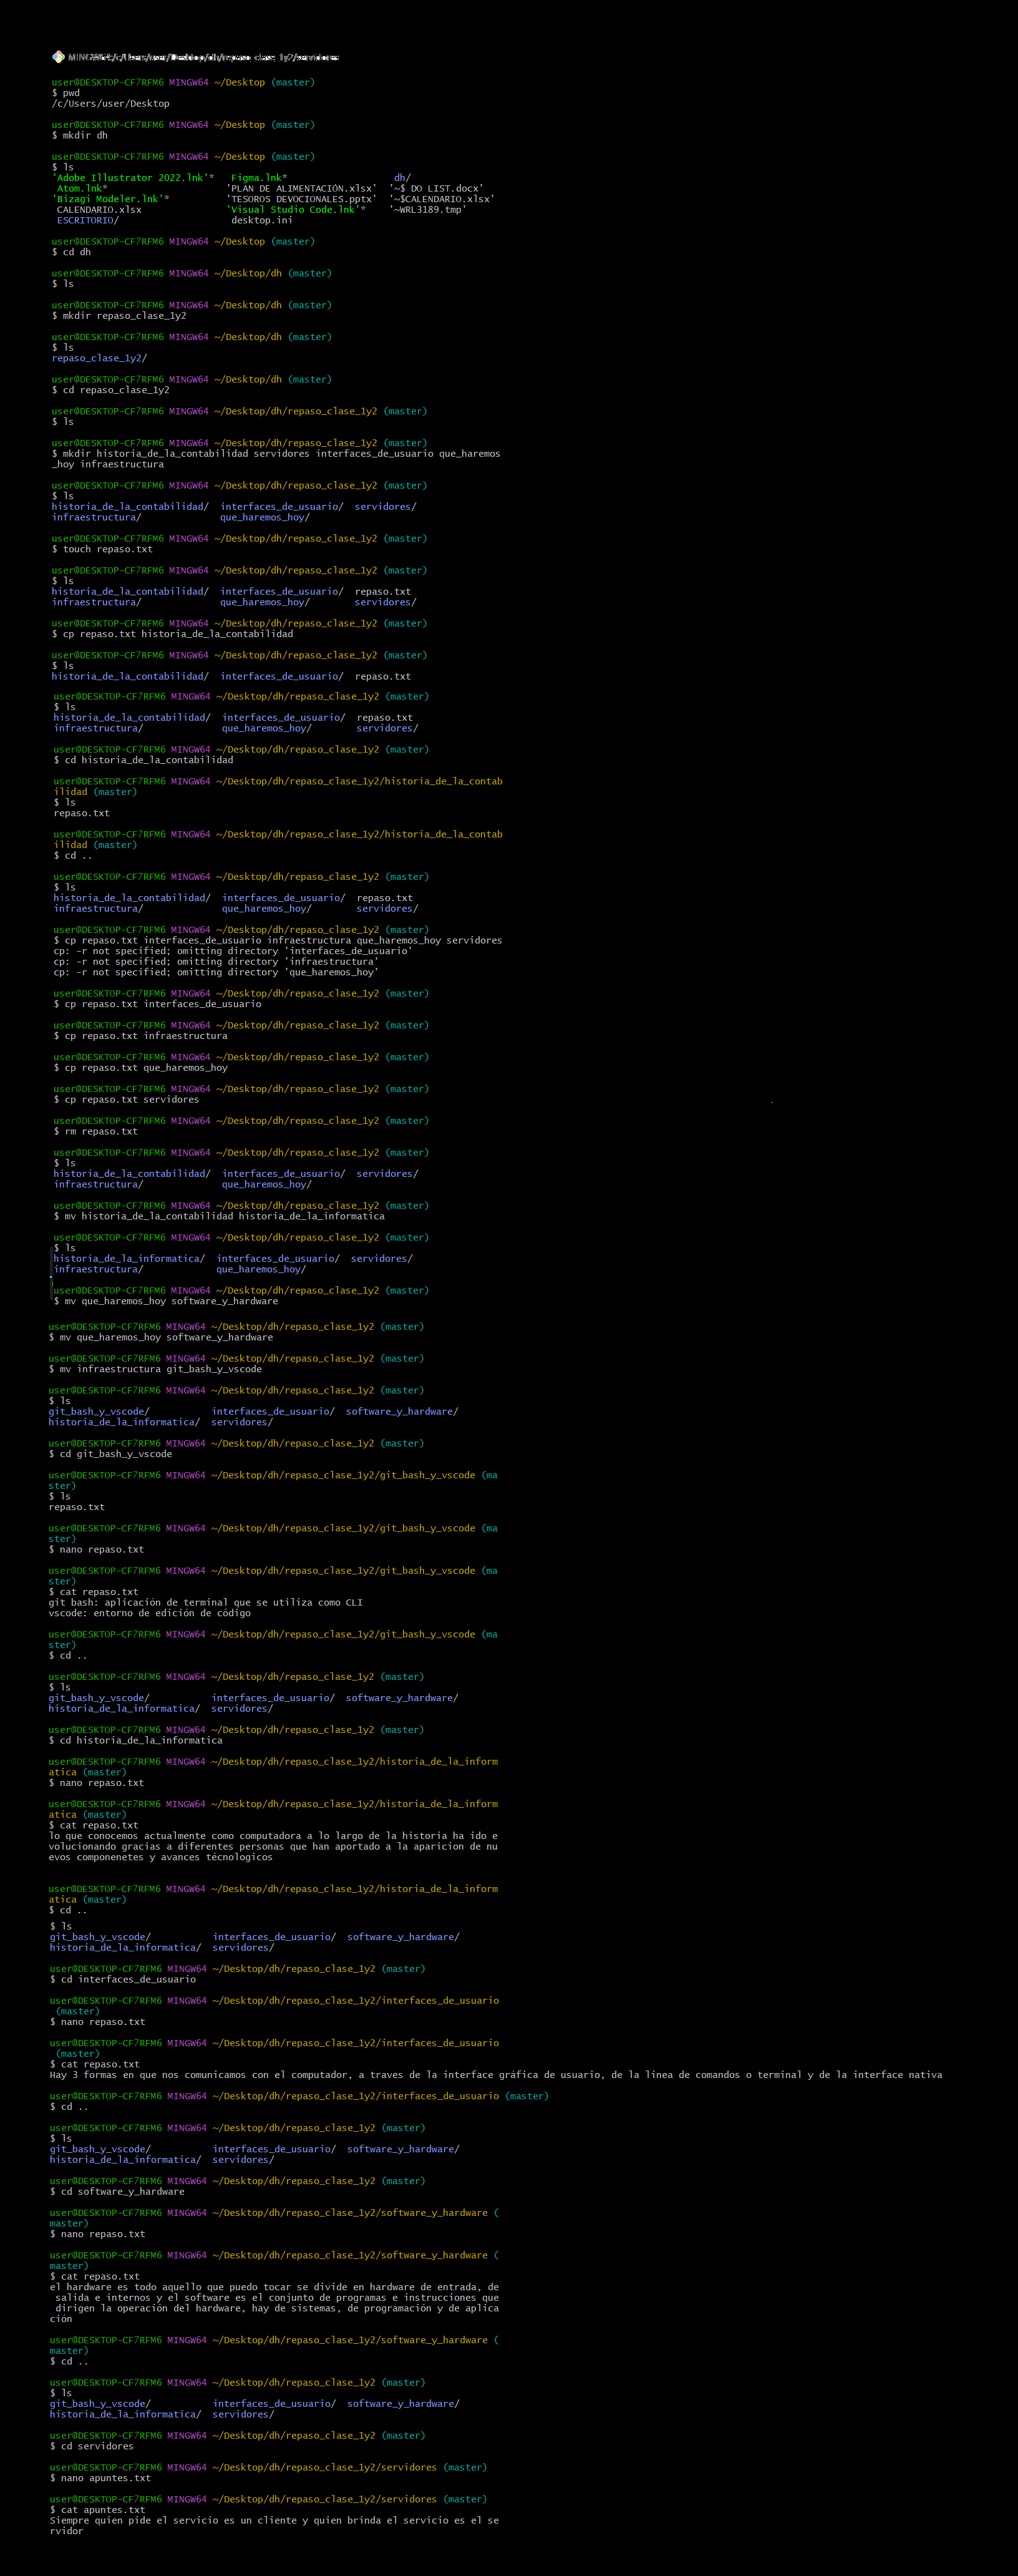 user@DESKTOP-CF7RFM6 MINGW64 ~/Desktop (master)
$ pwd
/c/Users/user/Desktop
user@DESKTOP-CF7RFM6 MINGW64 ~/Desktop (master)
$ mkdir dh
user@DESKTOP-CF7RFM6 MINGW64 ~/Desktop (master)
$ ls
'Adobe Illustrator 2022.lnk'* Figma.lnk* dh/
Atom.lnk* 'PLAN DE ALIMENTACIÓN.xlsx' '~$ DO LIST.docx'
'Bizagi Modeler.lnk'* 'TESOROS DEVOCIONALES.pptx' '~$CALENDARIO.xlsx'
CALENDARIO.xlsx 'Visual Studio Code.lnk'* '~WRL3189.tmp'
ESCRITORIO/ desktop.ini
user@DESKTOP-CF7RFM6 MINGW64 ~/Desktop (master)
$ cd dh
user@DESKTOP-CF7RFM6 MINGW64 ~/Desktop/dh (master)
$ ls
user@DESKTOP-CF7RFM6 MINGW64 ~/Desktop/dh (master)
$ mkdir repaso_clase_1y2
user@DESKTOP-CF7RFM6 MINGW64 ~/Desktop/dh (master)
$ ls
repaso_clase_1y2/
user@DESKTOP-CF7RFM6 MINGW64 ~/Desktop/dh (master)
$ cd repaso_clase_1y2
user@DESKTOP-CF7RFM6 MINGW64 ~/Desktop/dh/repaso_clase_1y2 (master)
$ ls
user@DESKTOP-CF7RFM6 MINGW64 ~/Desktop/dh/repaso_clase_1y2 (master)
$ mkdir historia_de_la_contabilidad servidores interfaces_de_usuario que_haremos
_hoy infraestructura
user@DESKTOP-CF7RFM6 MINGW64 ~/Desktop/dh/repaso_clase_1y2 (master)
$ ls
historia_de_la_contabilidad/ interfaces_de_usuario/ servidores/
infraestructura/ que_haremos_hoy/
user@DESKTOP-CF7RFM6 MINGW64 ~/Desktop/dh/repaso_clase_1y2 (master)
$ touch repaso.txt
user@DESKTOP-CF7RFM6 MINGW64 ~/Desktop/dh/repaso_clase_1y2 (master)
$ ls
historia_de_la_contabilidad/ interfaces_de_usuario/ repaso.txt
infraestructura/ que_haremos_hoy/ servidores/
user@DESKTOP-CF7RFM6 MINGW64 ~/Desktop/dh/repaso_clase_1y2 (master)
$ cp repaso.txt historia_de_la_contabilidad
user@DESKTOP-CF7RFM6 MINGW64 ~/Desktop/dh/repaso_clase_1y2 (master)
$ ls
historia_de_la_contabilidad/ interfaces_de_usuario/ repaso.txt
user@DESKTOP-CF7RFM6 MINGW64 ~/Desktop/dh/repaso_clase_1y2 (master)
$ ls
historia_de_la_contabilidad/ interfaces_de_usuario/ repaso.txt
infraestructura/ que_haremos_hoy/ servidores/
user@DESKTOP-CF7RFM6 MINGW64 ~/Desktop/dh/repaso_clase_1y2 (master)
$ cd historia_de_la_contabilidad
user@DESKTOP-CF7RFM6 MINGW64 ~/Desktop/dh/repaso_clase_1y2/historia_de_la_contab
ilidad (master)
$ ls
repaso.txt
user@DESKTOP-CF7RFM6 MINGW64 ~/Desktop/dh/repaso_clase_1y2/historia_de_la_contab
ilidad (master)
$ cd ..
user@DESKTOP-CF7RFM6 MINGW64 ~/Desktop/dh/repaso_clase_1y2 (master)
$ ls
historia_de_la_contabilidad/ interfaces_de_usuario/ repaso.txt
infraestructura/ que_haremos_hoy/ servidores/
user@DESKTOP-CF7RFM6 MINGW64 ~/Desktop/dh/repaso_clase_1y2 (master)
$ cp repaso.txt interfaces_de_usuario infraestructura que_haremos_hoy servidores
cp: -r not specified; omitting directory 'interfaces_de_usuario'
cp: -r not specified; omitting directory 'infraestructura'
cp: -r not specified; omitting directory 'que_haremos_hoy'
user@DESKTOP-CF7RFM6 MINGW64 ~/Desktop/dh/repaso_clase_1y2 (master)
$ cp repaso.txt interfaces_de_usuario
user@DESKTOP-CF7RFM6 MINGW64 ~/Desktop/dh/repaso_clase_1y2 (master)
$ cp repaso.txt infraestructura
user@DESKTOP-CF7RFM6 MINGW64 ~/Desktop/dh/repaso_clase_1y2 (master)
$ cp repaso.txt que_haremos_hoy
user@DESKTOP-CF7RFM6 MINGW64 ~/Desktop/dh/repaso_clase_1y2 (master)
$ cp repaso.txt servidores
user@DESKTOP-CF7RFM6 MINGW64 ~/Desktop/dh/repaso_clase_1y2 (master)
$ rm repaso.txt
user@DESKTOP-CF7RFM6 MINGW64 ~/Desktop/dh/repaso_clase_1y2 (master)
$ ls
historia_de_la_contabilidad/ interfaces_de_usuario/ servidores/
infraestructura/ que_haremos_hoy/
user@DESKTOP-CF7RFM6 MINGW64 ~/Desktop/dh/repaso_clase_1y2 (master)
$ mv historia_de_la_contabilidad historia_de_la_informatica
user@DESKTOP-CF7RFM6 MINGW64 ~/Desktop/dh/repaso_clase_1y2 (master)
$ ls
historia_de_la_informatica/ interfaces_de_usuario/ servidores/
infraestructura/ que_haremos_hoy/
user@DESKTOP-CF7RFM6 MINGW64 ~/Desktop/dh/repaso_clase_1y2 (master)
$ mv que_haremos_hoy software_y_hardware
user@DESKTOP-CF7RFM6 MINGW64 ~/Desktop/dh/repaso_clase_1y2 (master)
$ mv que_haremos_hoy software_y_hardware
user@DESKTOP-CF7RFM6 MINGW64 ~/Desktop/dh/repaso_clase_1y2 (master)
$ mv infraestructura git_bash_y_vscode
user@DESKTOP-CF7RFM6 MINGW64 ~/Desktop/dh/repaso_clase_1y2 (master)
$ ls
git_bash_y_vscode/ interfaces_de_usuario/ software_y_hardware/
historia_de_la_informatica/ servidores/
user@DESKTOP-CF7RFM6 MINGW64 ~/Desktop/dh/repaso_clase_1y2 (master)
$ cd git_bash_y_vscode
user@DESKTOP-CF7RFM6 MINGW64 ~/Desktop/dh/repaso_clase_1y2/git_bash_y_vscode (ma
ster)
$ ls
repaso.txt
user@DESKTOP-CF7RFM6 MINGW64 ~/Desktop/dh/repaso_clase_1y2/git_bash_y_vscode (ma
ster)
$ nano repaso.txt
user@DESKTOP-CF7RFM6 MINGW64 ~/Desktop/dh/repaso_clase_1y2/git_bash_y_vscode (ma
ster)
$ cat repaso.txt
git bash: aplicación de terminal que se utiliza como CLI
vscode: entorno de edición de código
user@DESKTOP-CF7RFM6 MINGW64 ~/Desktop/dh/repaso_clase_1y2/git_bash_y_vscode (ma
ster)
$ cd ..
user@DESKTOP-CF7RFM6 MINGW64 ~/Desktop/dh/repaso_clase_1y2 (master)
$ ls
git_bash_y_vscode/ interfaces_de_usuario/ software_y_hardware/
historia_de_la_informatica/ servidores/
user@DESKTOP-CF7RFM6 MINGW64 ~/Desktop/dh/repaso_clase_1y2 (master)
$ cd historia_de_la_informatica
user@DESKTOP-CF7RFM6 MINGW64 ~/Desktop/dh/repaso_clase_1y2/historia_de_la_inform
atica (master)
$ nano repaso.txt
user@DESKTOP-CF7RFM6 MINGW64 ~/Desktop/dh/repaso_clase_1y2/historia_de_la_inform
atica (master)
$ cat repaso.txt
lo que conocemos actualmente como computadora a lo largo de la historia ha ido e
volucionando gracias a diferentes personas que han aportado a la aparicion de nu
evos componenetes y avances técnologicos
user@DESKTOP-CF7RFM6 MINGW64 ~/Desktop/dh/repaso_clase_1y2/historia_de_la_inform
atica (master)
$ cd ..
$ ls
git_bash_y_vscode/ interfaces_de_usuario/ software_y_hardware/
historia_de_la_informatica/ servidores/
user@DESKTOP-CF7RFM6 MINGW64 ~/Desktop/dh/repaso_clase_1y2 (master)
$ cd interfaces_de_usuario
user@DESKTOP-CF7RFM6 MINGW64 ~/Desktop/dh/repaso_clase_1y2/interfaces_de_usuario
(master)
$ nano repaso.txt
user@DESKTOP-CF7RFM6 MINGW64 ~/Desktop/dh/repaso_clase_1y2/interfaces_de_usuario
(master)
$ cat repaso.txt
Hay 3 formas en que nos comunicamos con el computador, a traves de la interface gráfica de usuario, de la linea de comandos o terminal y de la interface nativa
user@DESKTOP-CF7RFM6 MINGW64 ~/Desktop/dh/repaso_clase_1y2/interfaces_de_usuario (master)
$ cd ..
user@DESKTOP-CF7RFM6 MINGW64 ~/Desktop/dh/repaso_clase_1y2 (master)
$ ls
git_bash_y_vscode/ interfaces_de_usuario/ software_y_hardware/
historia_de_la_informatica/ servidores/
user@DESKTOP-CF7RFM6 MINGW64 ~/Desktop/dh/repaso_clase_1y2 (master)
$ cd software_y_hardware
user@DESKTOP-CF7RFM6 MINGW64 ~/Desktop/dh/repaso_clase_1y2/software_y_hardware (
master)
$ nano repaso.txt
user@DESKTOP-CF7RFM6 MINGW64 ~/Desktop/dh/repaso_clase_1y2/software_y_hardware (
master)
$ cat repaso.txt
el hardware es todo aquello que puedo tocar se divide en hardware de entrada, de
salida e internos y el software es el conjunto de programas e instrucciones que
dirigen la operación del hardware, hay de sistemas, de programación y de aplica
ción
user@DESKTOP-CF7RFM6 MINGW64 ~/Desktop/dh/repaso_clase_1y2/software_y_hardware (
master)
$ cd ..
user@DESKTOP-CF7RFM6 MINGW64 ~/Desktop/dh/repaso_clase_1y2 (master)
$ ls
git_bash_y_vscode/ interfaces_de_usuario/ software_y_hardware/
historia_de_la_informatica/ servidores/
user@DESKTOP-CF7RFM6 MINGW64 ~/Desktop/dh/repaso_clase_1y2 (master)
$ cd servidores
user@DESKTOP-CF7RFM6 MINGW64 ~/Desktop/dh/repaso_clase_1y2/servidores (master)
$ nano apuntes.txt
user@DESKTOP-CF7RFM6 MINGW64 ~/Desktop/dh/repaso_clase_1y2/servidores (master)
$ cat apuntes.txt
Siempre quien pide el servicio es un cliente y quien brinda el servicio es el se
rvidor